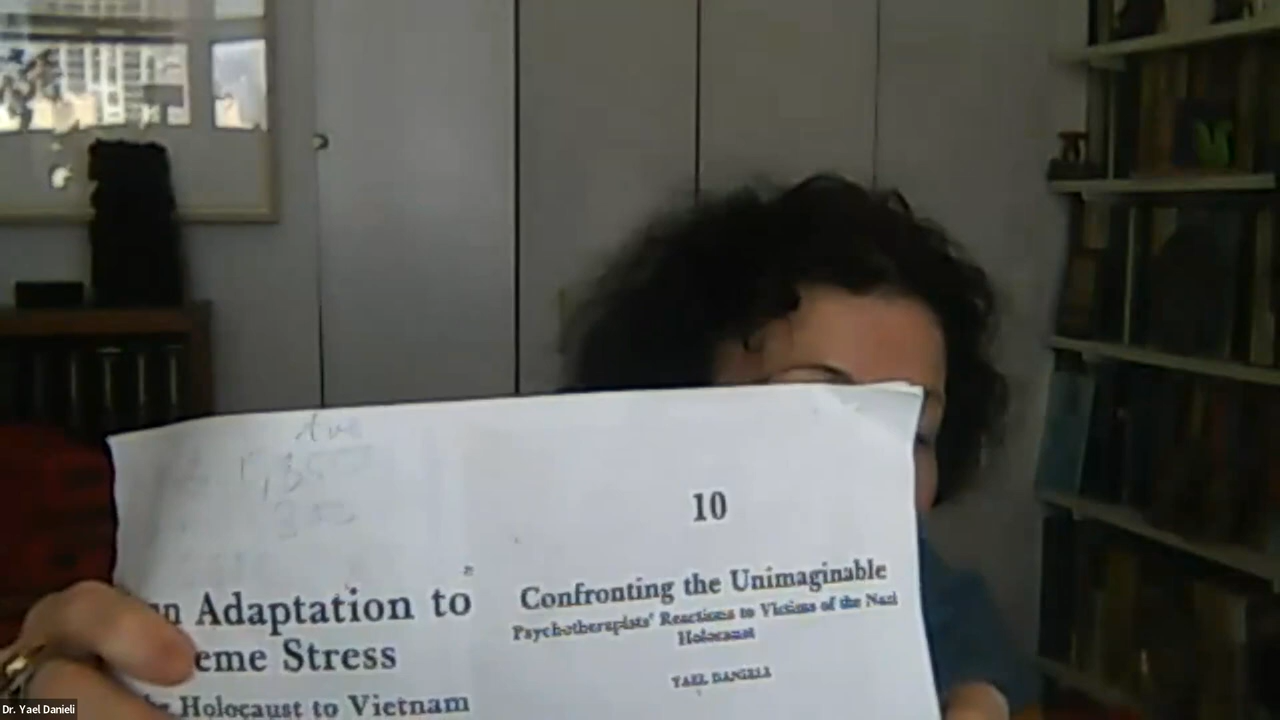 10
n Adaptation to
eme Stress
Holocaust to Vietnam
Confronting the Unimaginable
Psychotherapists' Reactions to Victims of the Nazi
Holocaust
YAEL DANIELI
Dr. Yael Danieli